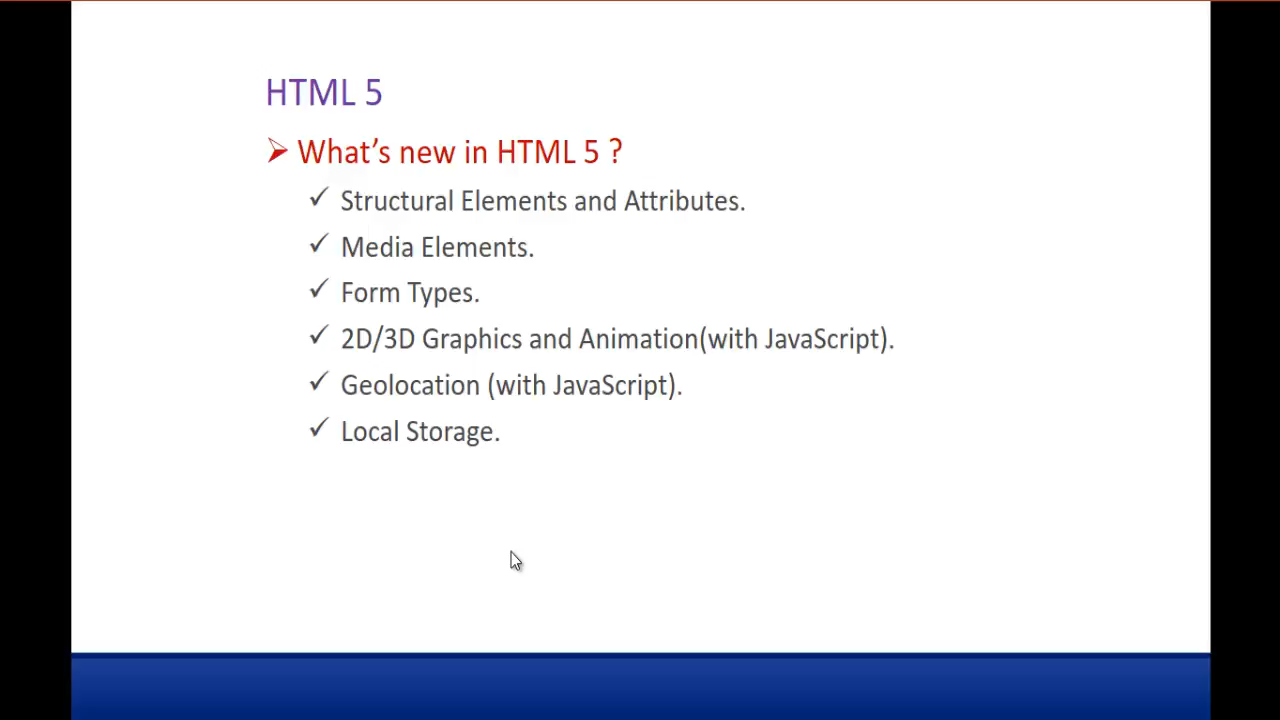 HTML 5
What’s new in HTML 5 ?
Structural Elements and Attributes.
Media Elements.
Form Types.
2D/3D Graphics and Animation(with JavaScript).
Geolocation (with JavaScript).
Local Storage.